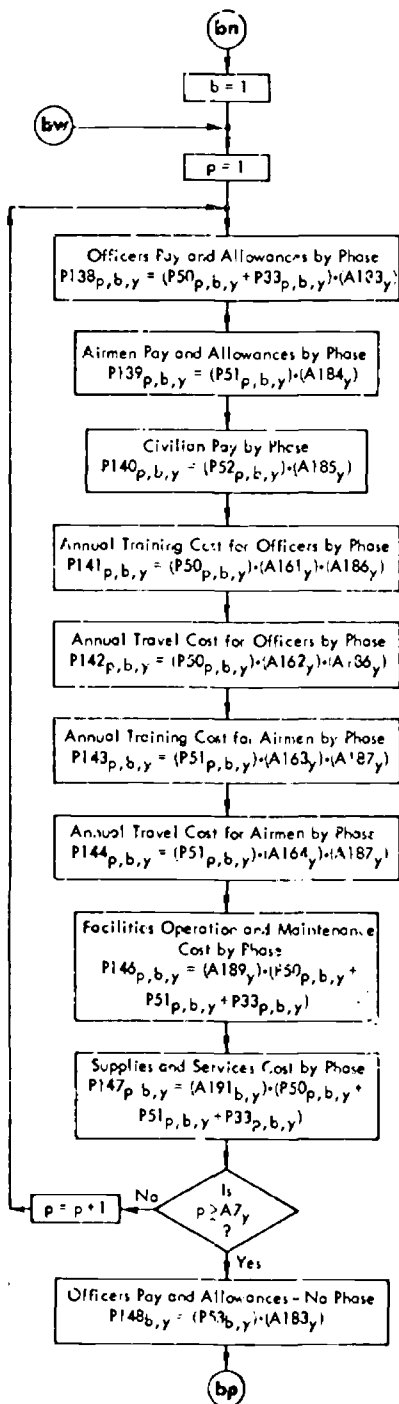 bn
b = 1
bw
p = 1
Officers Pay and Allowances by Phase
P138p,b,y = (P50p,b,y + P33p,b,y)•(A183y)
Airmen Pay and Allowances by Phase
P139p,b,y = (P51p,b,y)•(A184y)
Civilian Pay by Phase
P140p,b,y = (P52p,b,y)•(A185y)
Annual Training Cost for Officers by Phase
P141p,b,y = (P50p,b,y)•(A161y)•(A186y)
Annual Travel Cost for Officers by Phase
P142p,b,y = (P50p,b,y)•(A162y)•(A186y)
Annual Training Cost for Airmen by Phase
P143p,b,y = (P51p,b,y)•(A163y)•(A187y)
Annual Travel Cost for Airmen by Phase
P144p,b,y = (P51p,b,y)•(A164y)•(A187y)
Facilities Operation and Maintenance
Cost by Phase
P146p,b,y = (A189y)•(P50p,b,y +
P51p,b,y + P33p,b,y)
Supplies and Services Cost by Phase
P147p,b,y = (A191b,y)•(P50p,b,y +
P51p,b,y + P33p,b,y)
p = p + 1
No
Is
p ≥ A7y
?
Yes
Officers Pay and Allowances - No Phase
P148b,y = (P53b,y)•(A183y)
bp